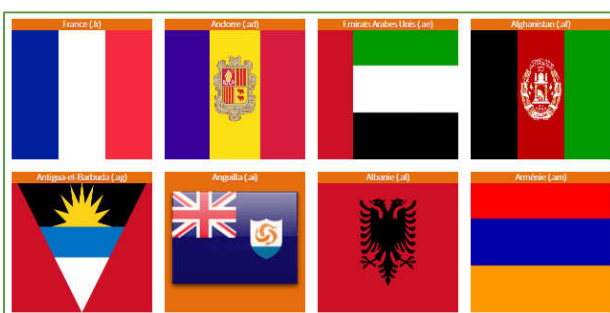 France (.fr)
Andorre (.ad)
Emirats Arabes Unis (.ae)
Afghanistan (.af)
Antigua-et-Barbuda (.ag)
Anguilla (.ai)
Albanie (.al)
Arménie (.am)